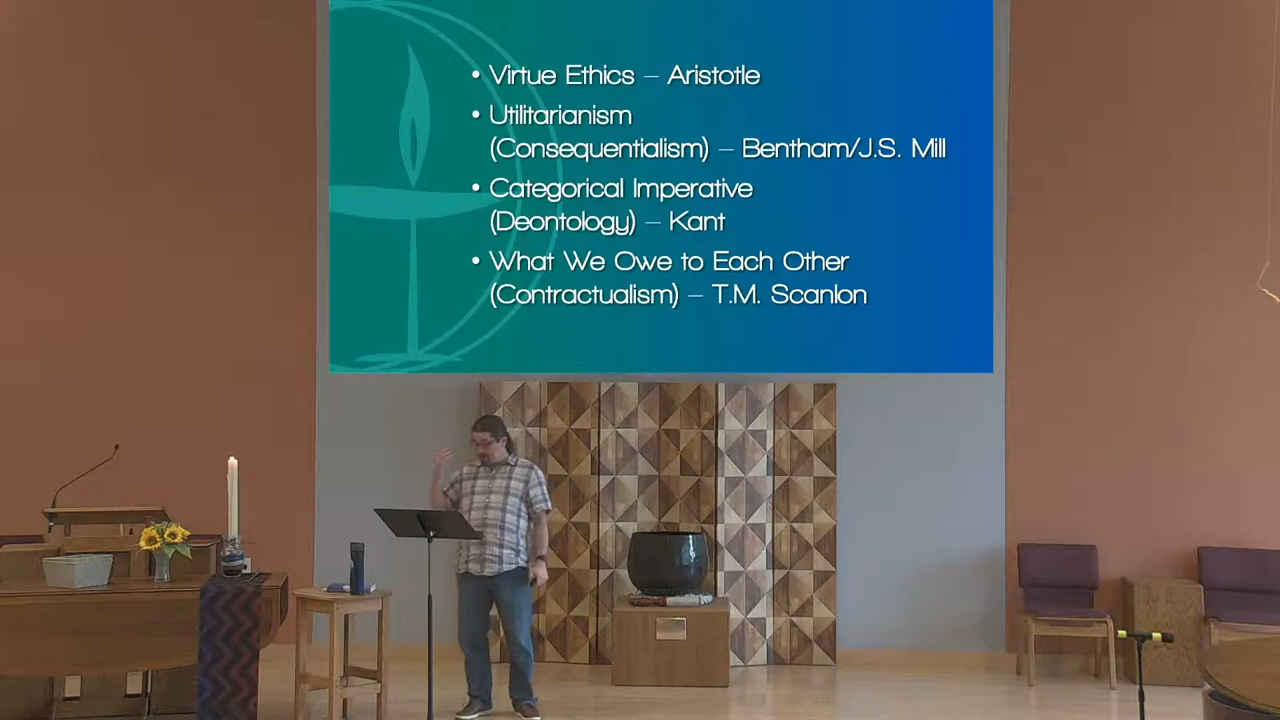 • Virtue Ethics – Aristotle
• Utilitarianism
(Consequentialism) – Bentham/J.S. Mill
• Categorical Imperative
(Deontology) – Kant
• What We Owe to Each Other
(Contractualism) – T.M. Scanlon